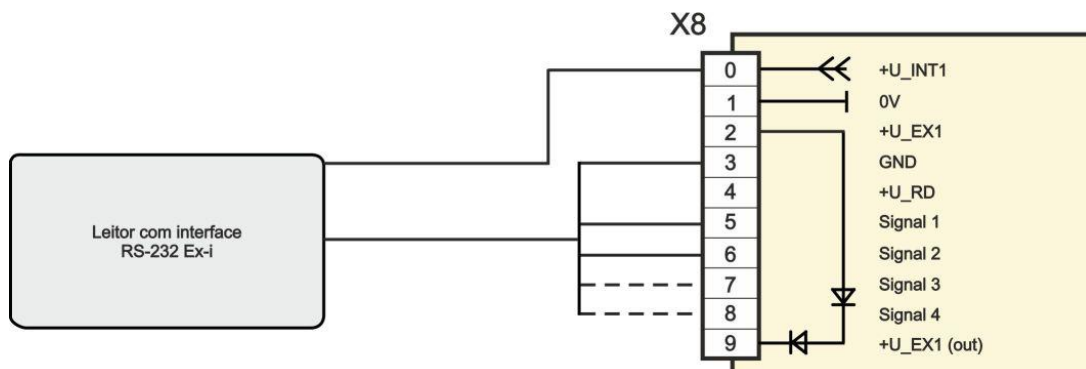 X8
0 +U_INT1
1 0V
2 +U_EX1
3 GND
4 +U_RD
5 Signal 1
6 Signal 2
7 Signal 3
8 Signal 4
9 +U_EX1 (out)
Leitor com interface
RS-232 Ex-i